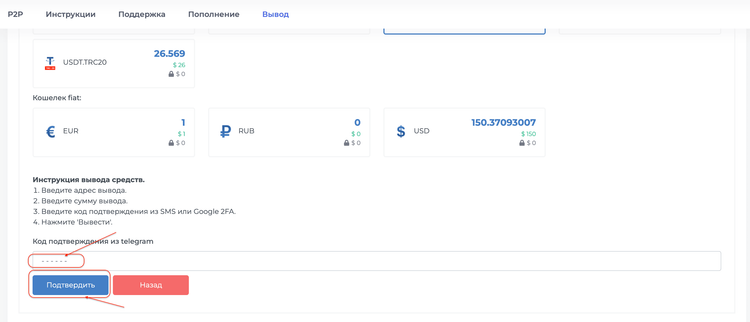 P2P Инструкции Поддержка Пополнение Вывод
USDT.TRC20 26.569
$ 26
$ 0
Кошелек fiat:
EUR 1
$ 1
$ 0
RUB 0
$ 0
$ 0
USD 150.37093007
$ 150
$ 0
Инструкция вывода средств.
1. Введите адрес вывода.
2. Введите сумму вывода.
3. Введите код подтверждения из SMS или Google 2FA.
4. Нажмите 'Вывести'.
Код подтверждения из telegram
------
Подтвердить Назад